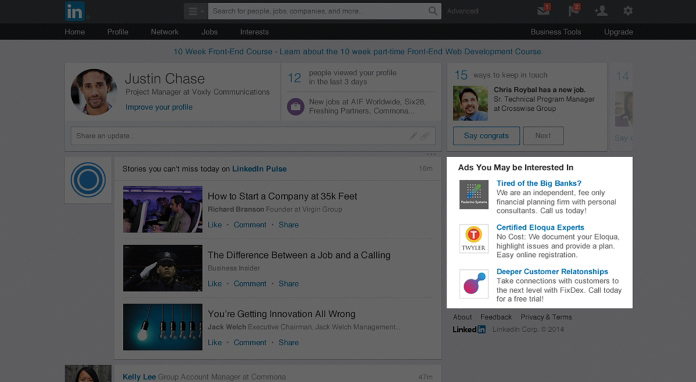 in
Search for people, jobs, companies, and more...
Advanced
Home Profile Network Jobs Interests
Business Tools Upgrade
10 Week Front-End Course - Learn about the 10 week part-time Front-End Web Development Course.
Justin Chase
Project Manager at Voxly Communications
Improve your profile
12 people viewed your profile
in the last 3 days
New jobs at AIF Worldwide, Six28,
Freshing Partners, Commona...
Share an update...
15 ways to keep in touch
Chris Roybal has a new job.
Sr. Technical Program Manager
at Crosswise Group
Say congrats
Next
14
Say
Stories you can't miss today on LinkedIn Pulse
How to Start a Company at 35k Feet
Richard Branson Founder at Virgin Group
Like · Comment · Share
The Difference Between a Job and a Calling
Business Insider
Like · Comment · Share
You're Getting Innovation All Wrong
Jack Welch Executive Chairman, Jack Welch Management...
Like · Comment · Share
Kelly Lee Group Account Manager at Commona
Ads You May be Interested In
Tired of the Big Banks?
We are an independent, fee only
financial planning firm with personal
consultants. Call us today!
TWYLER
Certified Eloqua Experts
No Cost: We document your Eloqua,
highlight issues and provide a plan.
Easy online registration.
Deeper Customer Relatonships
Take connections with customers to
the next level with FixDex. Call today
for a free trial!
About Feedback Privacy & Terms
Linked in LinkedIn Corp. © 2014